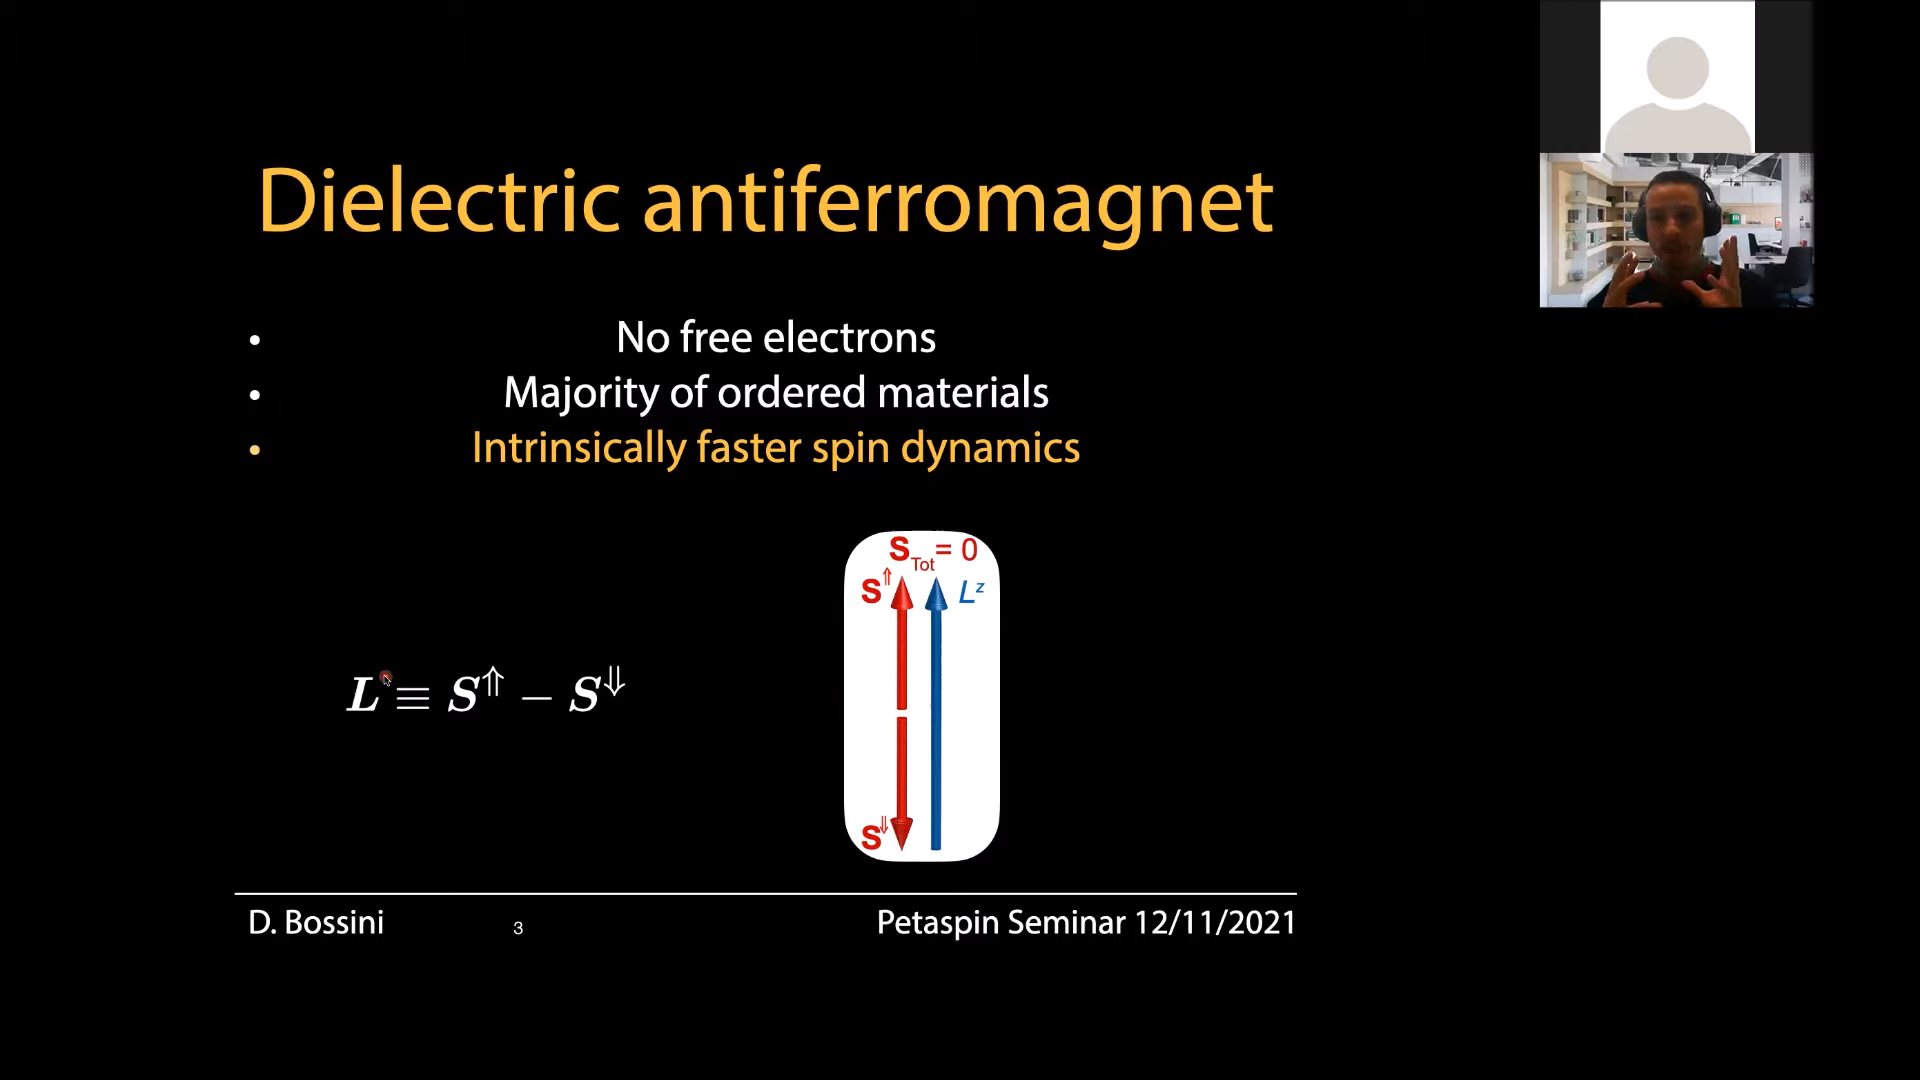 Dielectric antiferromagnet
• No free electrons
• Majority of ordered materials
• Intrinsically faster spin dynamics
S_Tot = 0
S^⇑ L^z
L ≡ S^⇑ − S^⇓
S^⇓
D. Bossini 3 Petaspin Seminar 12/11/2021